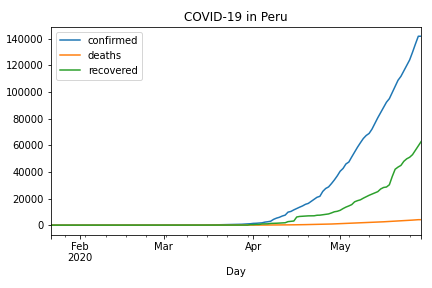 COVID-19 in Peru
confirmed
deaths
recovered
140000
120000
100000
80000
60000
40000
20000
0
Feb Mar Apr May
2020
Day